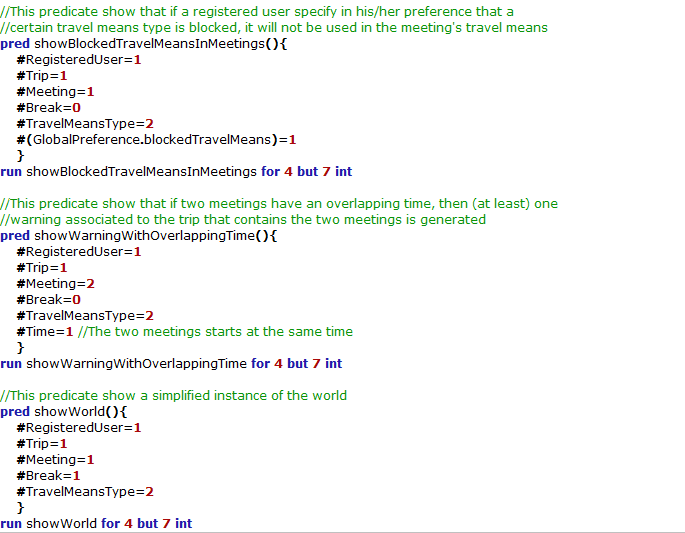 //This predicate show that if a registered user specify in his/her preference that a
//certain travel means type is blocked, it will not be used in the meeting's travel means
pred showBlockedTravelMeansInMeetings(){
#RegisteredUser=1
#Trip=1
#Meeting=1
#Break=0
#TravelMeansType=2
#(GlobalPreference.blockedTravelMeans)=1
}
run showBlockedTravelMeansInMeetings for 4 but 7 int
//This predicate show that if two meetings have an overlapping time, then (at least) one
//warning associated to the trip that contains the two meetings is generated
pred showWarningWithOverlappingTime(){
#RegisteredUser=1
#Trip=1
#Meeting=2
#Break=0
#TravelMeansType=2
#Time=1 //The two meetings starts at the same time
}
run showWarningWithOverlappingTime for 4 but 7 int
//This predicate show a simplified instance of the world
pred showWorld(){
#RegisteredUser=1
#Trip=1
#Meeting=1
#Break=1
#TravelMeansType=2
}
run showWorld for 4 but 7 int